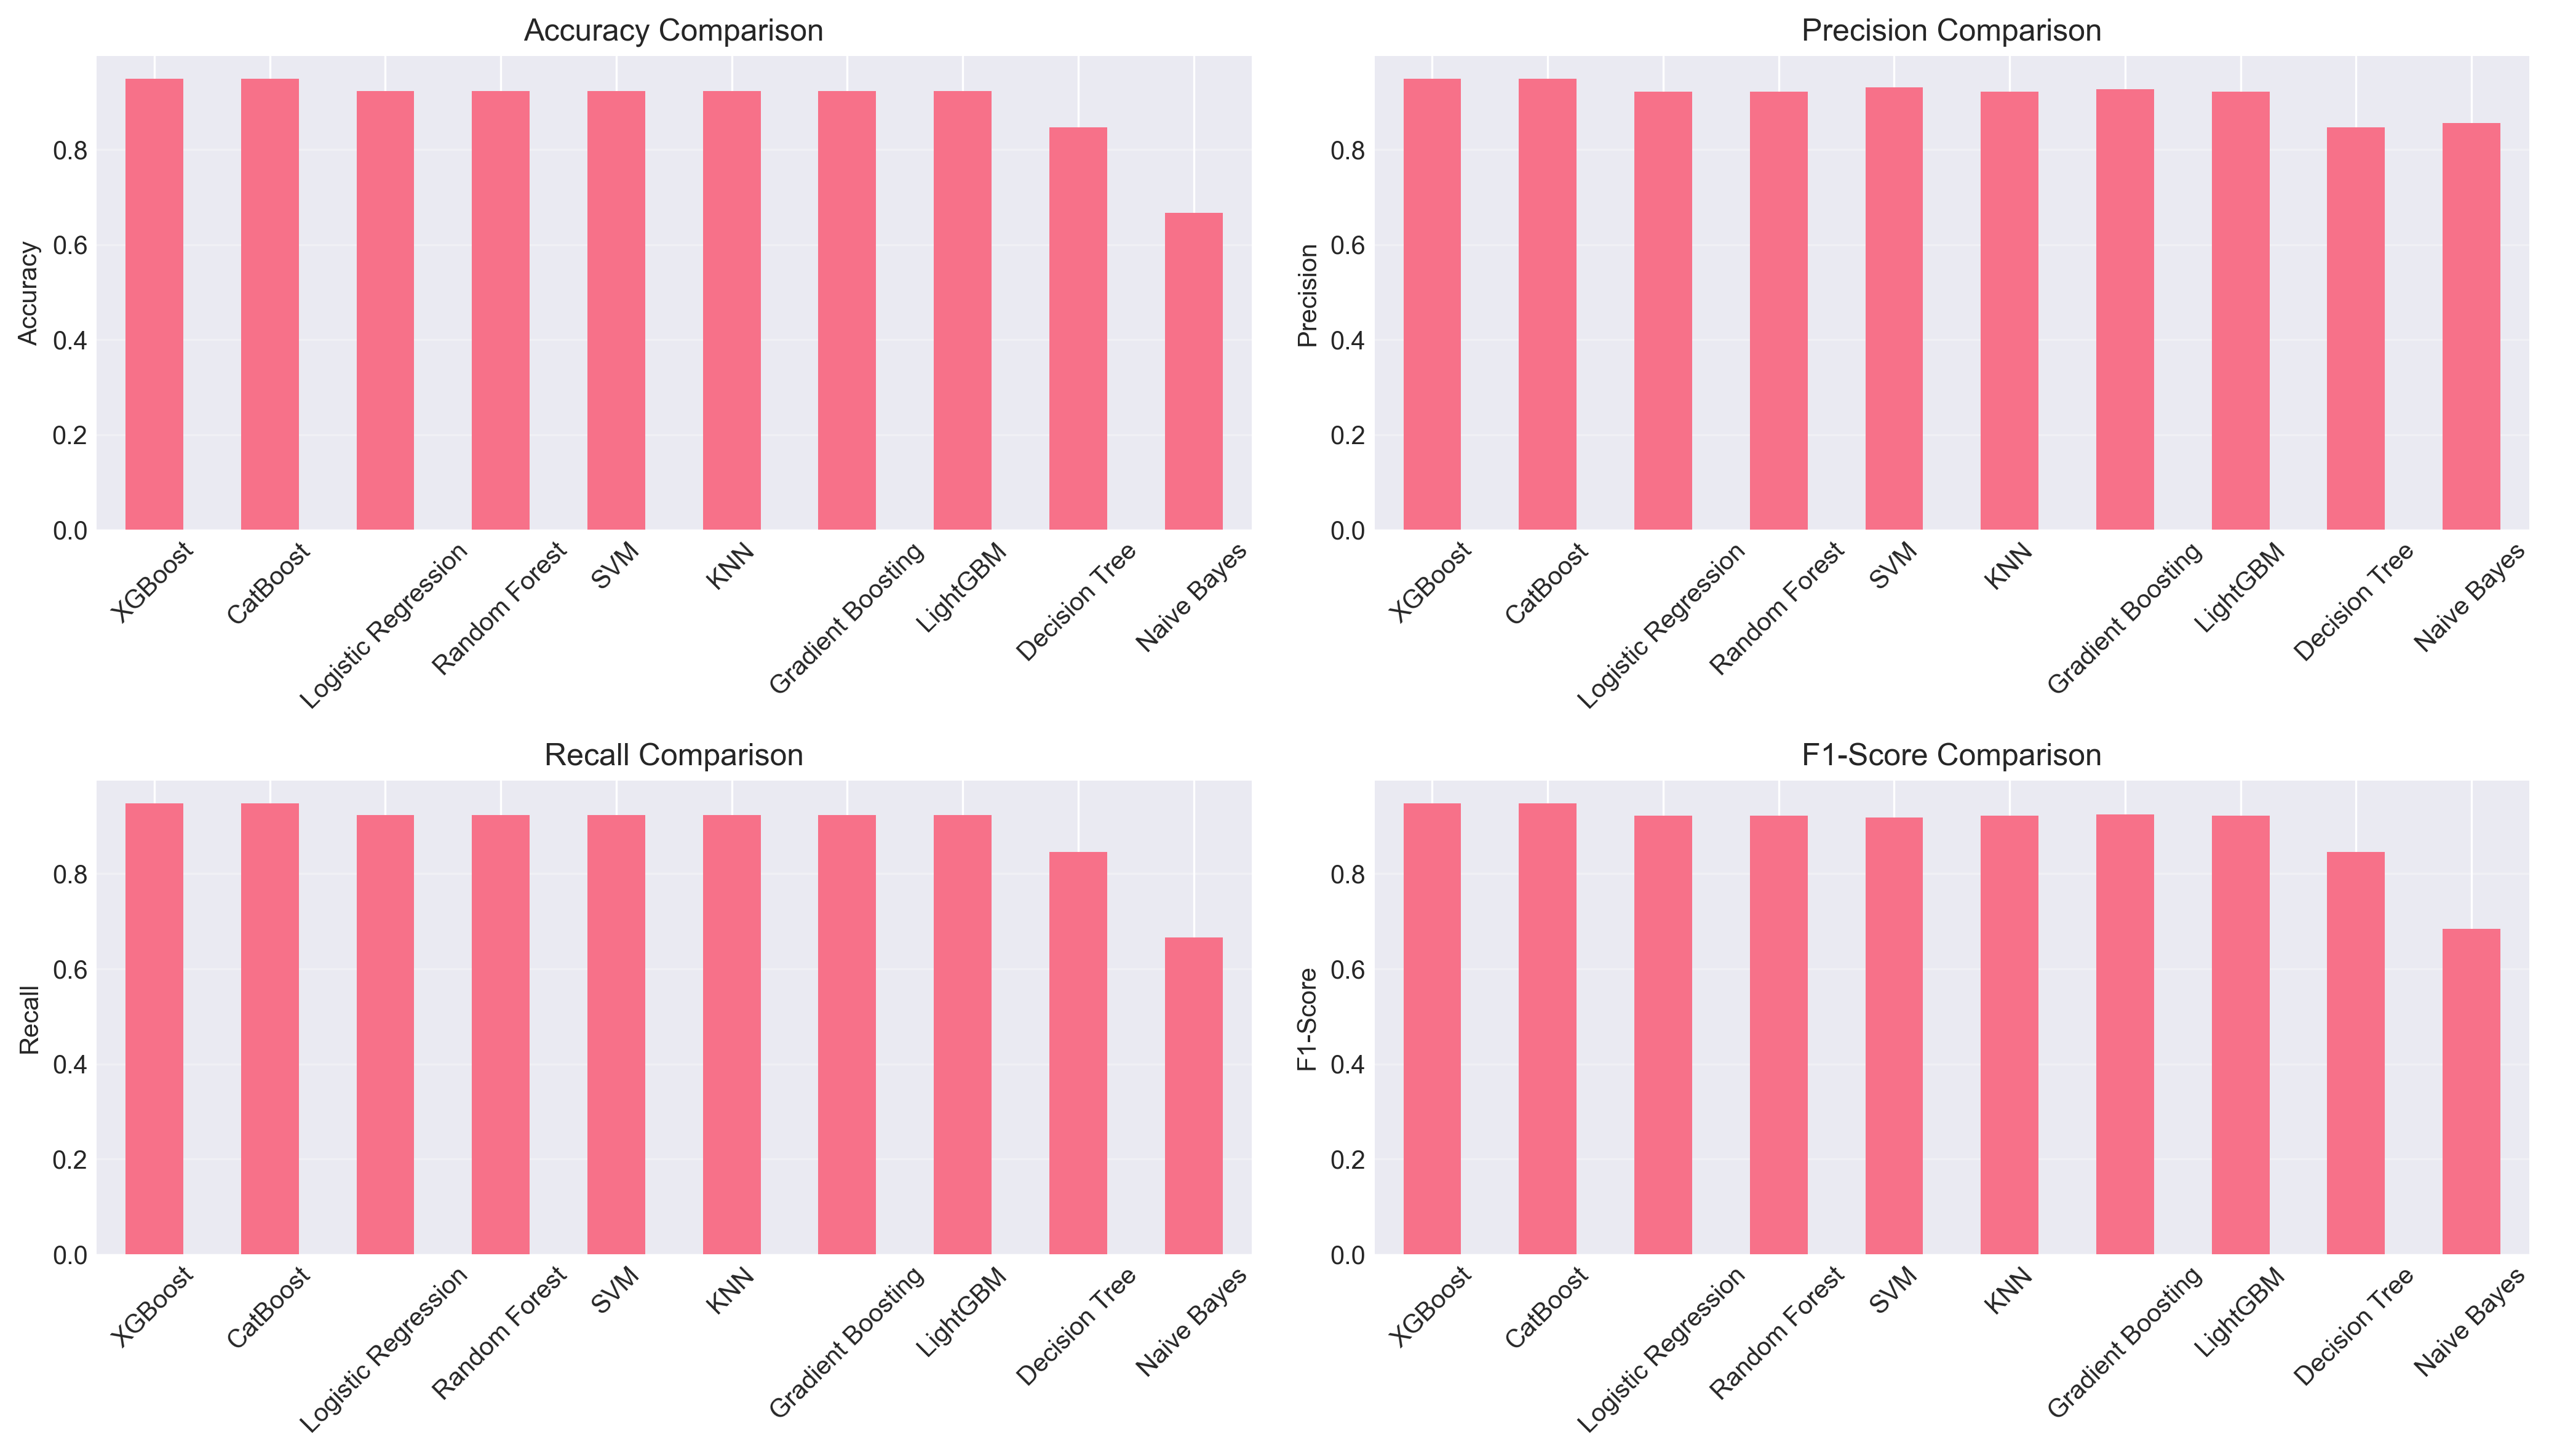 Accuracy Comparison
Accuracy
0.8
0.6
0.4
0.2
0.0
XGBoost
CatBoost
Logistic Regression
Random Forest
SVM
KNN
Gradient Boosting
LightGBM
Decision Tree
Naive Bayes
Precision Comparison
Precision
0.8
0.6
0.4
0.2
0.0
XGBoost
CatBoost
Logistic Regression
Random Forest
SVM
KNN
Gradient Boosting
LightGBM
Decision Tree
Naive Bayes
Recall Comparison
Recall
0.8
0.6
0.4
0.2
0.0
XGBoost
CatBoost
Logistic Regression
Random Forest
SVM
KNN
Gradient Boosting
LightGBM
Decision Tree
Naive Bayes
F1-Score Comparison
F1-Score
0.8
0.6
0.4
0.2
0.0
XGBoost
CatBoost
Logistic Regression
Random Forest
SVM
KNN
Gradient Boosting
LightGBM
Decision Tree
Naive Bayes